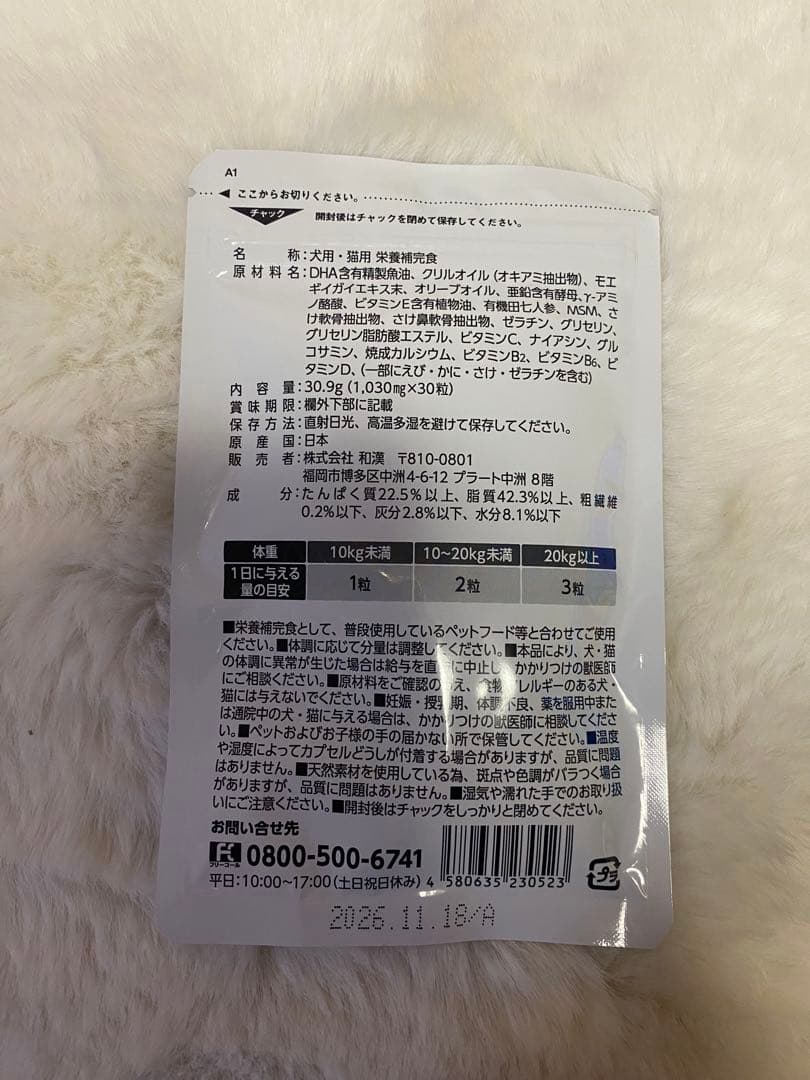 A1
◀ ここからお切りください。
チャック
開封後はチャックを閉めて保存してください。
名称：犬用・猫用 栄養補完食
原材料名：DHA含有精製魚油、クリルオイル（オキアミ抽出物）、モエ
ギイガイエキス末、オリーブオイル、亜鉛含有酵母、γ-アミ
ノ酪酸、ビタミンE含有植物油、有機田七人参、MSM、さ
け軟骨抽出物、さけ鼻軟骨抽出物、ゼラチン、グリセリン、
グリセリン脂肪酸エステル、ビタミンC、ナイアシン、グル
コサミン、焼成カルシウム、ビタミンB2、ビタミンB6、ビ
タミンD、（一部にえび・かに・さけ・ゼラチンを含む）
内容量：30.9g（1,030mg×30粒）
賞味期限：欄外下部に記載
保存方法：直射日光、高温多湿を避けて保存してください。
原産国：日本
販売者：株式会社 和漢 〒810-0801
福岡市博多区中洲4-6-12 プラート中洲 8階
成分：たんぱく質22.5%以上、脂質42.3%以上、粗繊維
0.2%以下、灰分2.8%以下、水分8.1%以下
体重 10kg未満 10～20kg未満 20kg以上
1日に与える
量の目安 1粒 2粒 3粒
■栄養補完食として、普段使用しているペットフード等と合わせてご使用
ください。■体調に応じて分量は調整してください。■本品により、犬・猫
の体調に異常が生じた場合は給与を直ちに中止し、かかりつけの獣医師
にご相談ください。■原材料をご確認のうえ、食物アレルギーのある犬・
猫には与えないでください。■妊娠・授乳期、体調不良、薬を服用中また
は通院中の犬・猫に与える場合は、かかりつけの獣医師に相談してくださ
い。■ペットおよびお子様の手の届かない所で保管してください。■温度
や湿度によってカプセルどうしが付着する場合がありますが、品質に問題
はありません。■天然素材を使用している為、斑点や色調がバラつく場合
がありますが、品質に問題はありません。■湿気や濡れた手でのお取り扱
いにご注意ください。■開封後はチャックをしっかりと閉めてください。
お問い合せ先
フリーコール
0800-500-6741
平日：10:00～17:00（土日祝日休み）
4 580635 230523
プラ
2026.11.18/A